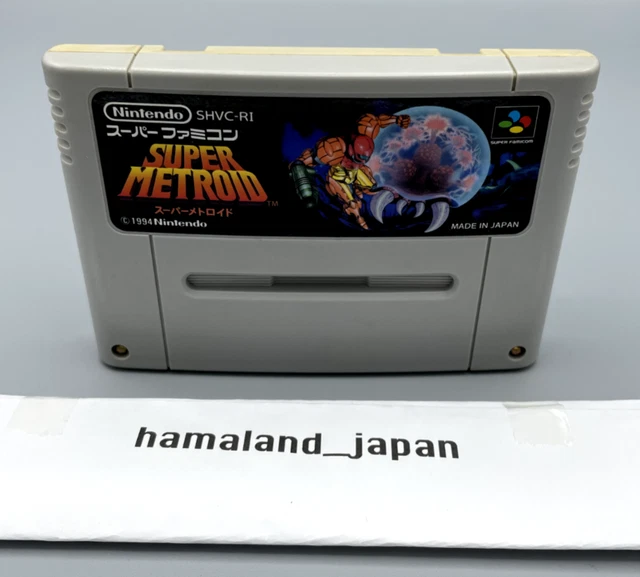 Nintendo SHVC-RI
スーパーファミコン
SUPER FAMICOM
SUPER
METROID™
スーパーメトロイド
©1994 Nintendo
MADE IN JAPAN
hamaland_japan